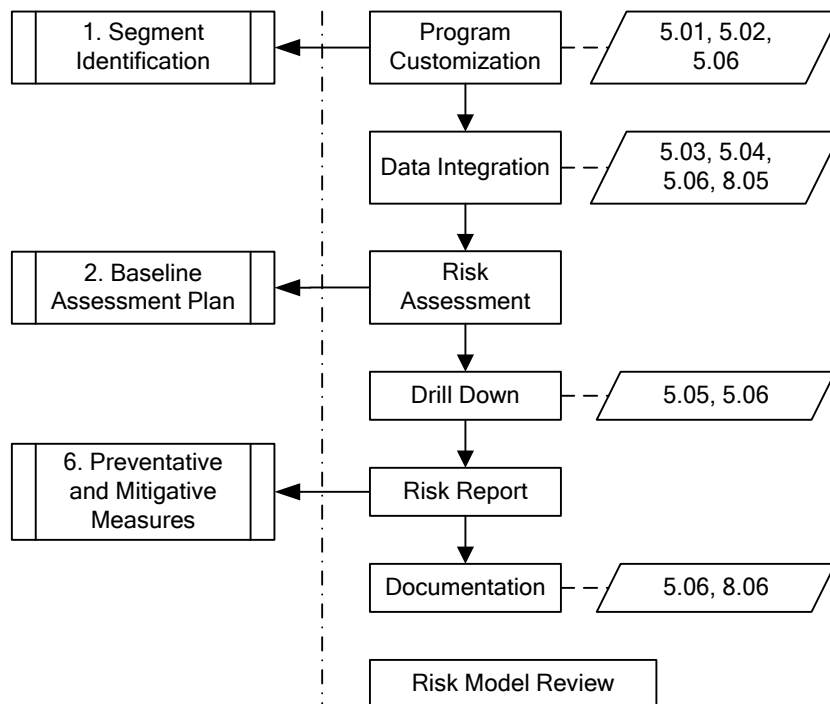 1. Segment
Identification
Program
Customization
5.01, 5.02,
5.06
Data Integration
5.03, 5.04,
5.06, 8.05
2. Baseline
Assessment Plan
Risk
Assessment
Drill Down
5.05, 5.06
6. Preventative
and Mitigative
Measures
Risk Report
Documentation
5.06, 8.06
Risk Model Review